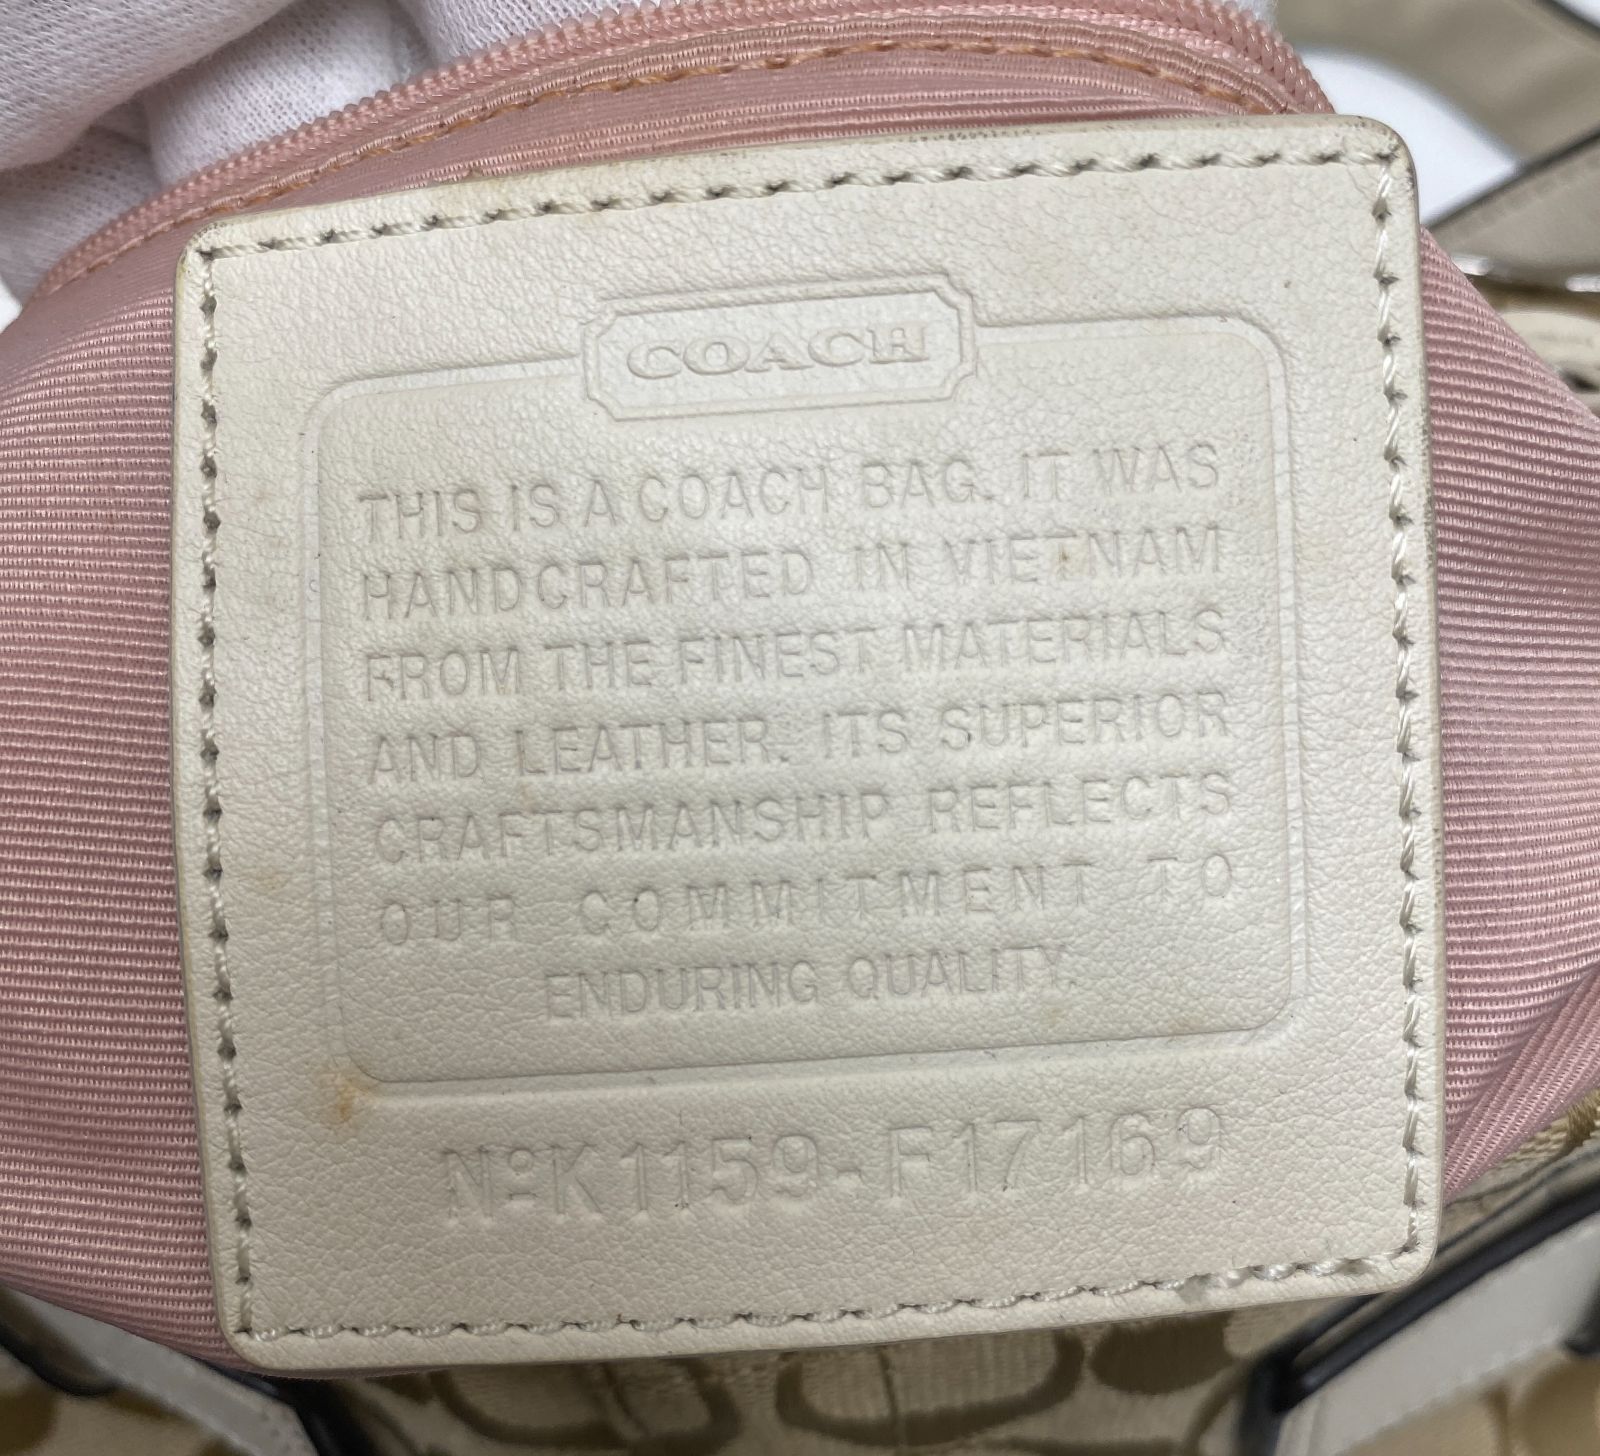 COACH
THIS IS A COACH BAG. IT WAS
HANDCRAFTED IN VIETNAM
FROM THE FINEST MATERIALS
AND LEATHER. ITS SUPERIOR
CRAFTSMANSHIP REFLECTS
OUR COMMITMENT TO
ENDURING QUALITY.
NºK1159-F17169